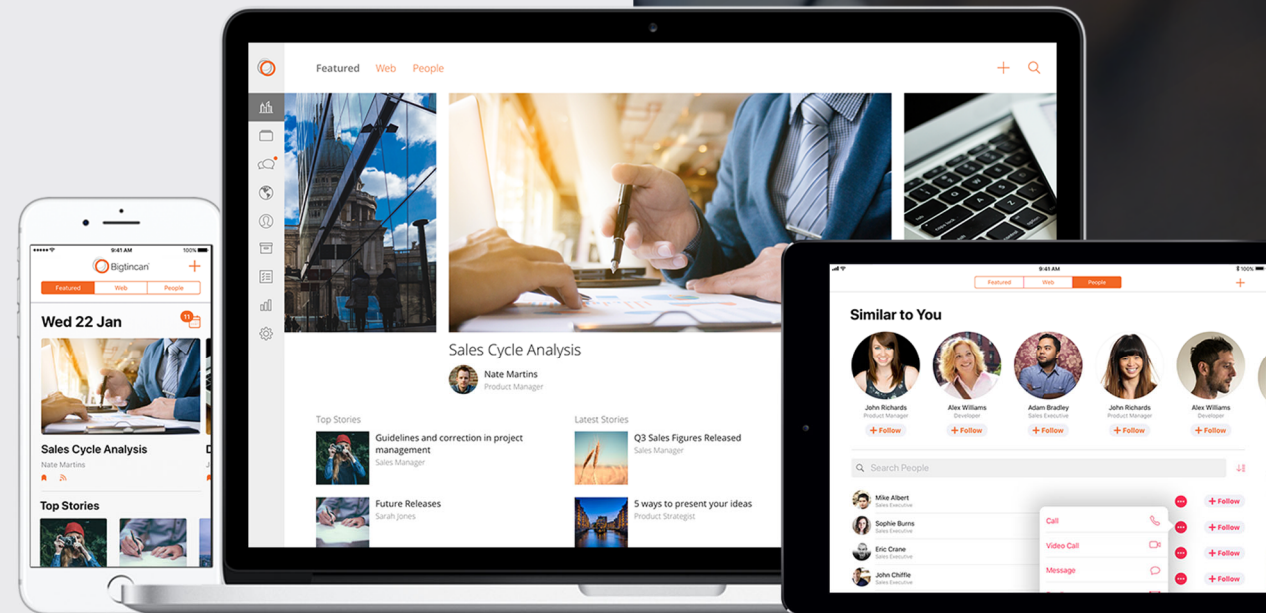 9:41 AM
100%
Bigtincan
Featured
Web
People
Wed 22 Jan
11
Sales Cycle Analysis
Nate Martins
Top Stories
Featured
Web
People
Sales Cycle Analysis
Nate Martins
Product Manager
Top Stories
Guidelines and correction in project
management
Sales Manager
Future Releases
Sarah Jones
Latest Stories
Q3 Sales Figures Released
Sales Manager
5 ways to present your ideas
Product Strategist
9:41 AM
100%
Featured
Web
People
Similar to You
John Richards
Product Manager
+ Follow
Alex Williams
Developer
+ Follow
Adam Bradley
Sales Executive
+ Follow
John Richards
Product Manager
+ Follow
Alex Williams
Developer
+ Follow
Search People
Mike Albert
Sales Executive
+ Follow
Sophie Burns
Sales Executive
+ Follow
Eric Crane
Sales Executive
+ Follow
John Chiffie
Sales Executive
+ Follow
Call
Video Call
Message